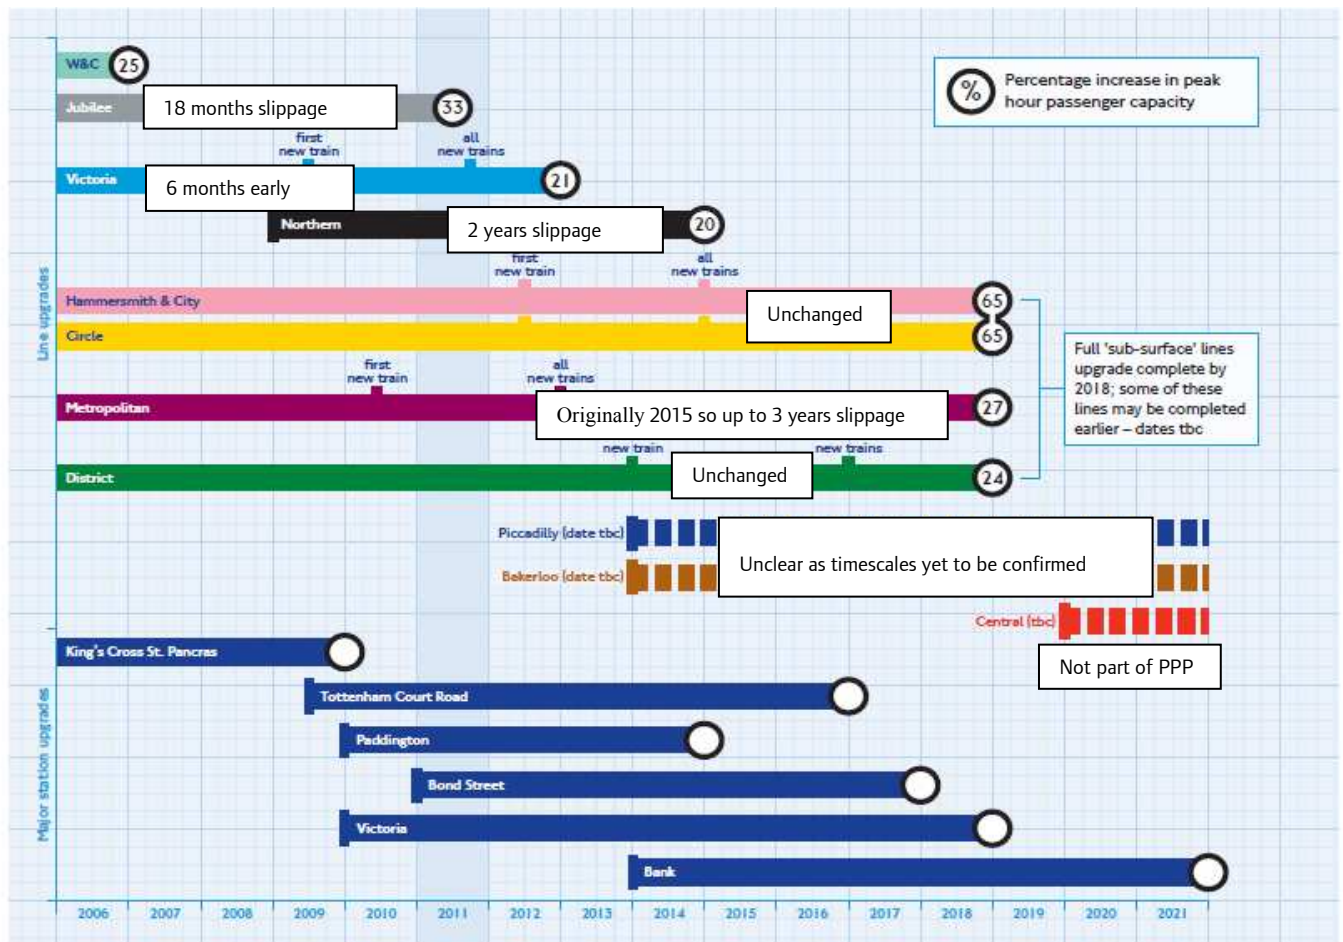 W&C
25
%
Percentage increase in peak
hour passenger capacity
Jubilee
18 months slippage
33
first
new train
all
new trains
Victoria
6 months early
21
Northern
2 years slippage
20
first
new train
all
new trains
Line upgrades
Hammersmith & City
65
Unchanged
Circle
65
Full 'sub-surface' lines
upgrade complete by
2018; some of these
lines may be completed
earlier – dates tbc
first
new train
all
new trains
Metropolitan
Originally 2015 so up to 3 years slippage
27
new train
new trains
District
Unchanged
24
Piccadilly (date tbc)
Unclear as timescales yet to be confirmed
Bakerloo (date tbc)
Central (tbc)
Not part of PPP
Major station upgrades
King's Cross St. Pancras
Tottenham Court Road
Paddington
Bond Street
Victoria
Bank
2006 2007 2008 2009 2010 2011 2012 2013 2014 2015 2016 2017 2018 2019 2020 2021